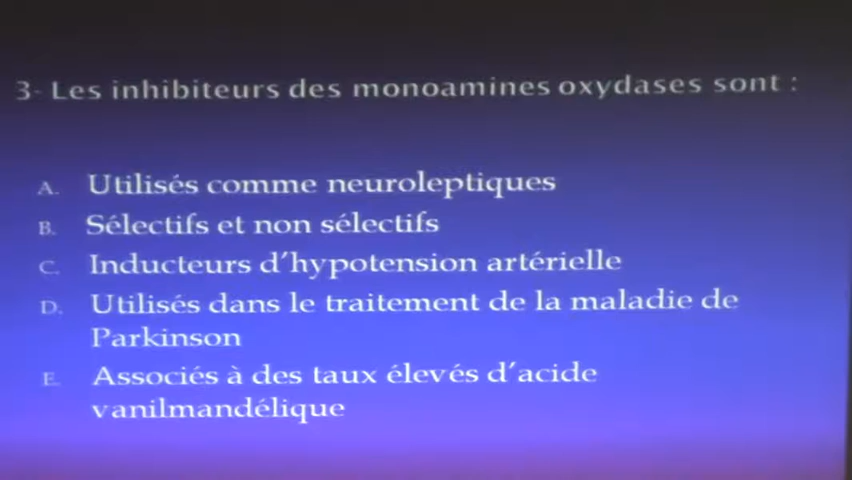 3- Les inhibiteurs des monoamines oxydases sont :
A. Utilisés comme neuroleptiques
B. Sélectifs et non sélectifs
C. Inducteurs d'hypotension artérielle
D. Utilisés dans le traitement de la maladie de
Parkinson
E. Associés à des taux élevés d'acide
vanilmandélique